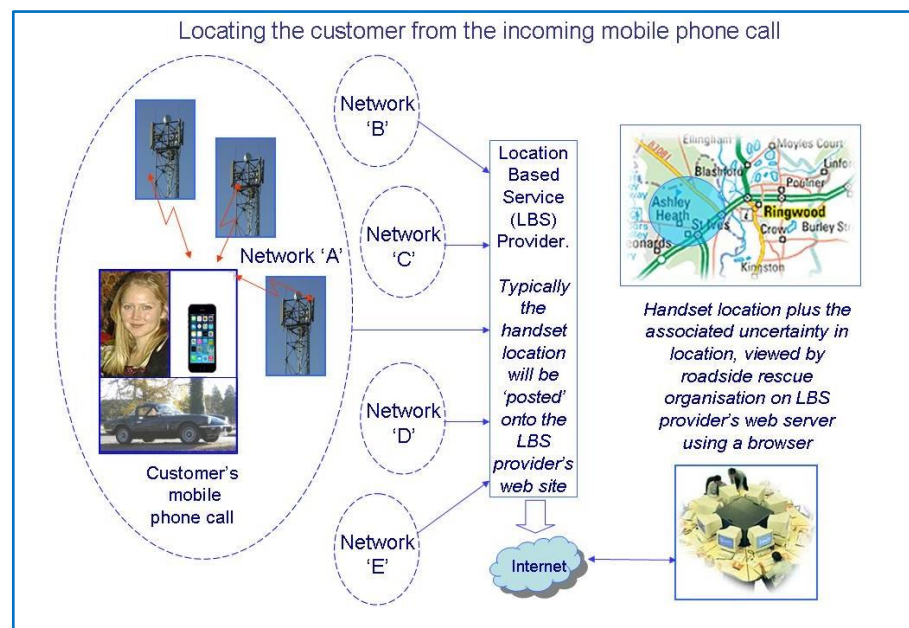 Locating the customer from the incoming mobile phone call
Network
'B'
Network
'C'
Network 'A'
Network
'D'
Network
'E'
Customer's
mobile
phone call
Location
Based
Service
(LBS)
Provider.
Typically
the
handset
location
will be
'posted'
onto the
LBS
provider's
web site
Internet
Ellingham
Moyles Court
B3081
Blashford
Linfo
Poulner
Ashley
Heath
Ringwood
St Ives
Crow
Burley St
eonards
Kingston
Handset location plus the
associated uncertainty in
location, viewed by
roadside rescue
organisation on LBS
provider's web server
using a browser